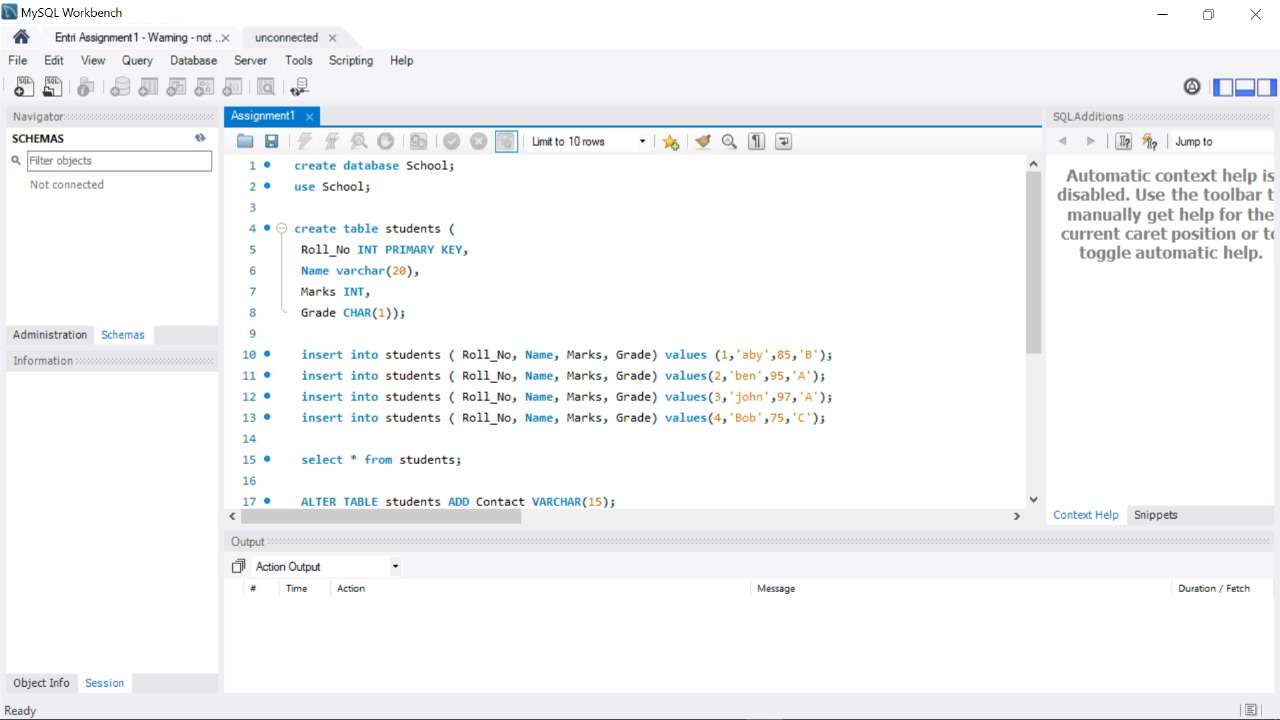 MySQL Workbench
Entri Assignment1 - Warning - not ..
unconnected
File Edit View Query Database Server Tools Scripting Help
Navigator
SCHEMAS
Filter objects
Not connected
Administration Schemas
Information
Object Info Session
Assignment1
Limit to 10 rows
1 create database School;
2 use School;
3
4 create table students (
5 Roll_No INT PRIMARY KEY,
6 Name varchar(20),
7 Marks INT,
8 Grade CHAR(1));
9
10 insert into students ( Roll_No, Name, Marks, Grade) values (1,'aby',85,'B');
11 insert into students ( Roll_No, Name, Marks, Grade) values(2,'ben',95,'A');
12 insert into students ( Roll_No, Name, Marks, Grade) values(3,'john',97,'A');
13 insert into students ( Roll_No, Name, Marks, Grade) values(4,'Bob',75,'C');
14
15 select * from students;
16
17 ALTER TABLE students ADD Contact VARCHAR(15);
SQLAdditions
Jump to
Automatic context help is
disabled. Use the toolbar t
manually get help for the
current caret position or to
toggle automatic help.
Context Help Snippets
Output
Action Output
# Time Action Message Duration / Fetch
Ready